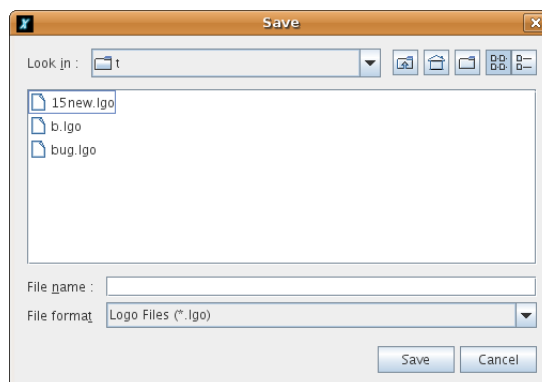 Save
Look in : t
15new.lgo
b.lgo
bug.lgo
File name :
File format Logo Files (*.lgo)
Save Cancel